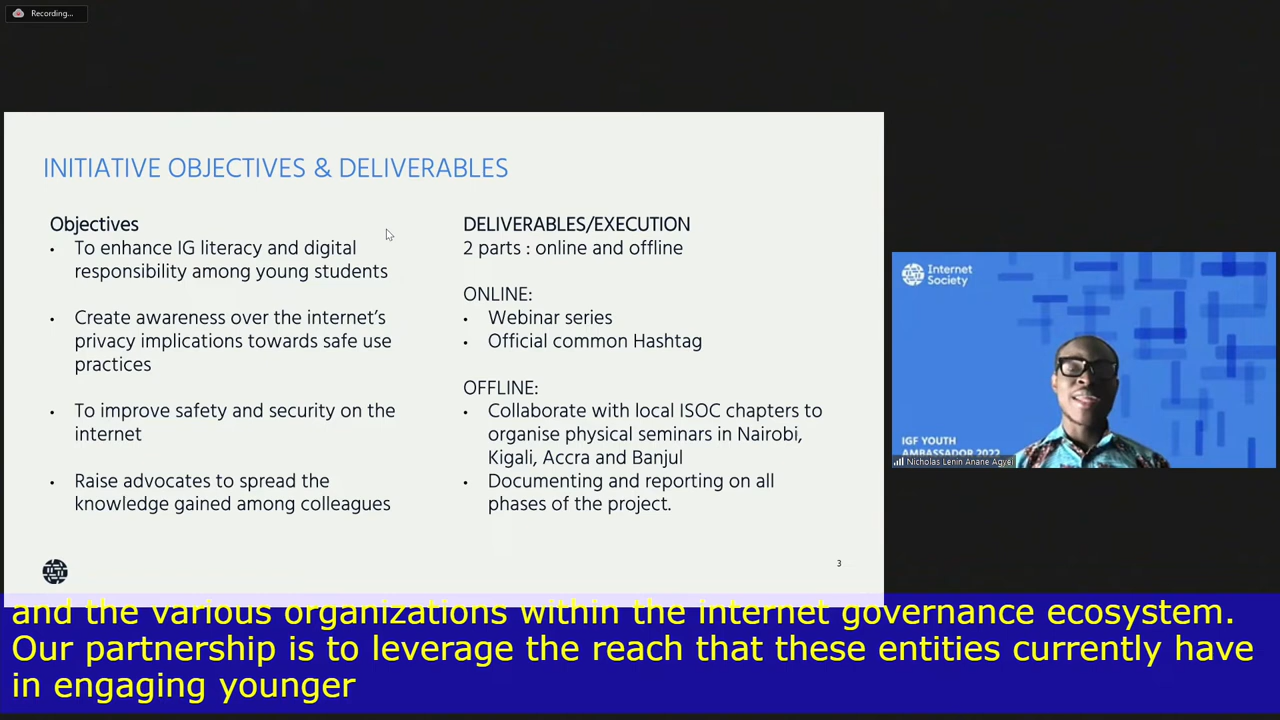 Recording...
INITIATIVE OBJECTIVES & DELIVERABLES
Objectives
• To enhance IG literacy and digital
responsibility among young students
• Create awareness over the internet's
privacy implications towards safe use
practices
• To improve safety and security on the
internet
• Raise advocates to spread the
knowledge gained among colleagues
DELIVERABLES/EXECUTION
2 parts : online and offline
ONLINE:
• Webinar series
• Official common Hashtag
OFFLINE:
• Collaborate with local ISOC chapters to
organise physical seminars in Nairobi,
Kigali, Accra and Banjul
• Documenting and reporting on all
phases of the project.
3
Internet
Society
IGF YOUTH
AMBASSADOR 2022
Nicholas Lenin Anane Agyei
and the various organizations within the internet governance ecosystem.
Our partnership is to leverage the reach that these entities currently have
in engaging younger